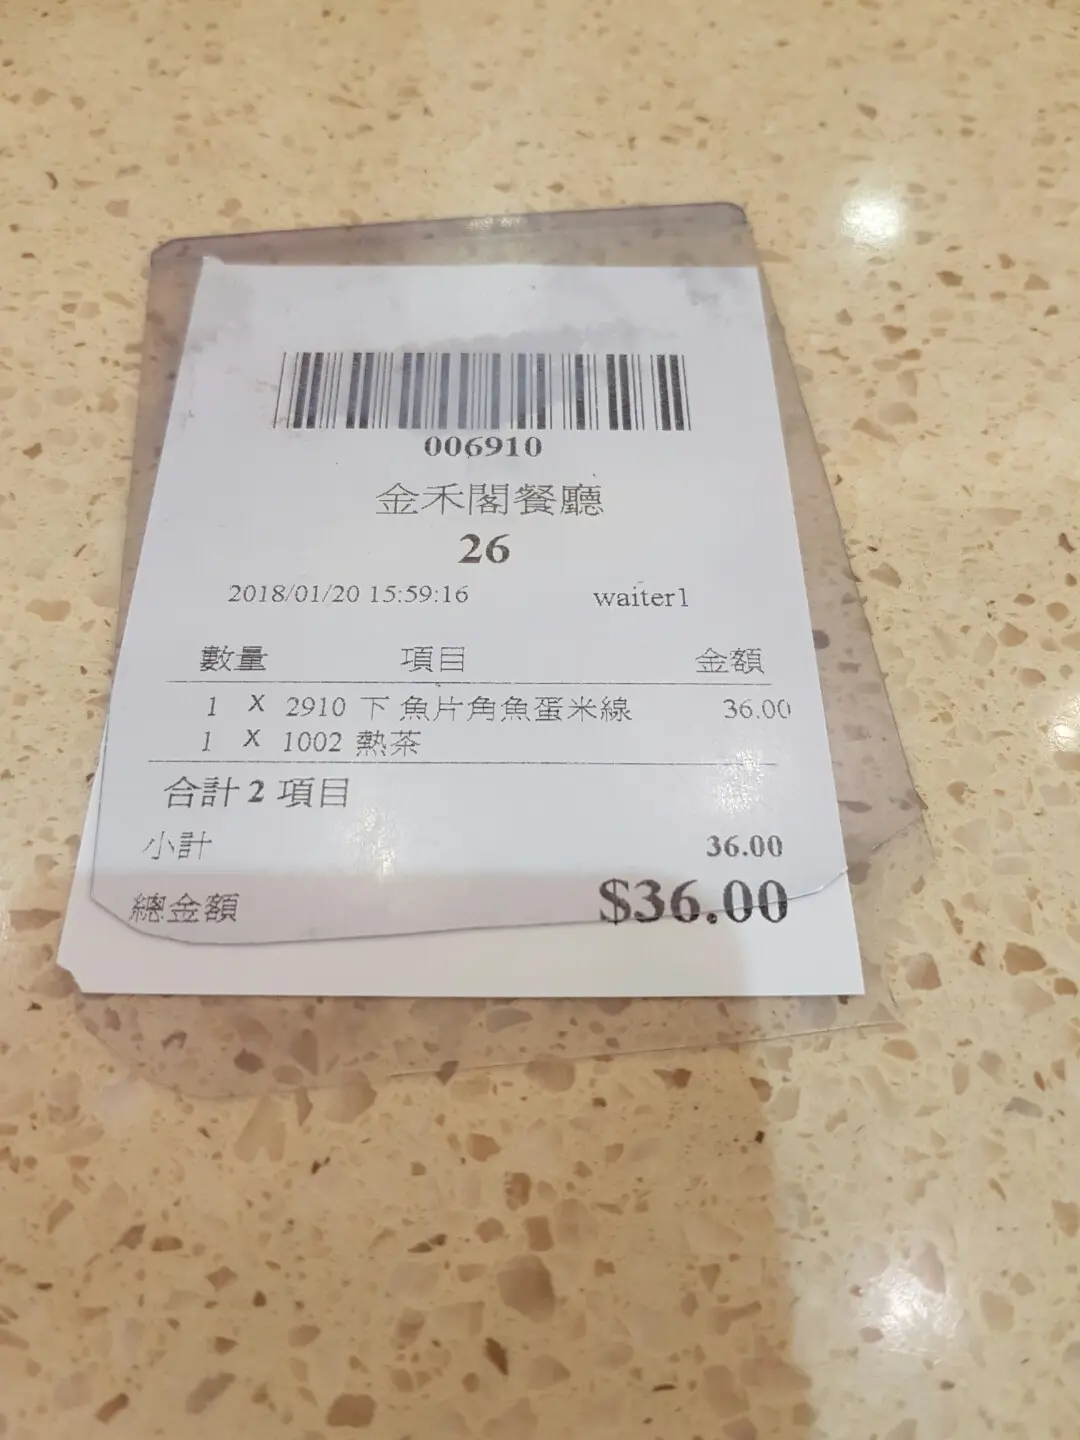 006910
金禾閣餐廳
26
2018/01/20 15:59:16 waiter1
數量 項目 金額
1 X 2910 下 魚片角魚蛋米線 36.00
1 X 1002 熱茶
合計 2 項目
小計 36.00
總金額 $36.00